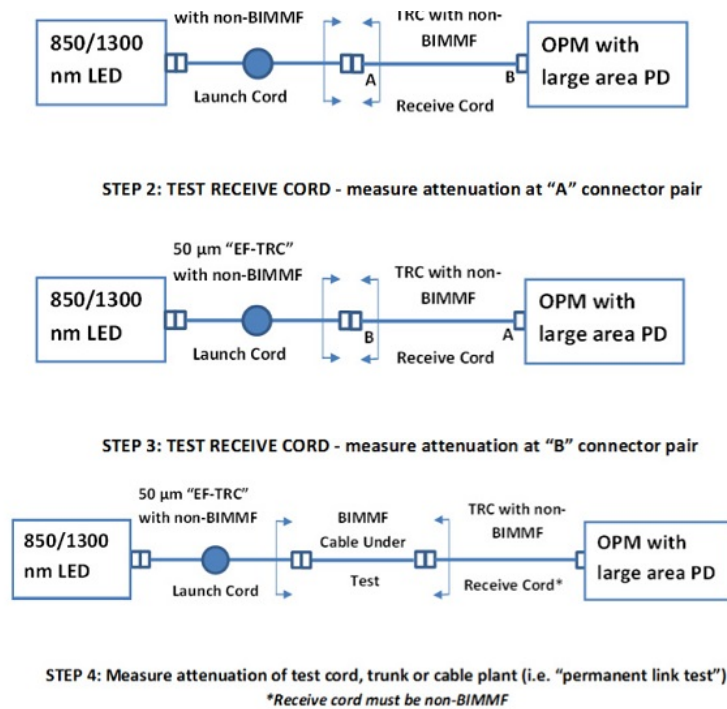 850/1300
nm LED
with non-BIMMF
Launch Cord
A
TRC with non-
BIMMF
Receive Cord
B
OPM with
large area PD
STEP 2: TEST RECEIVE CORD - measure attenuation at “A” connector pair
850/1300
nm LED
50 µm “EF-TRC”
with non-BIMMF
Launch Cord
B
TRC with non-
BIMMF
Receive Cord
A
OPM with
large area PD
STEP 3: TEST RECEIVE CORD - measure attenuation at “B” connector pair
850/1300
nm LED
50 µm “EF-TRC”
with non-BIMMF
Launch Cord
BIMMF
Cable Under
Test
TRC with non-
BIMMF
Receive Cord*
OPM with
large area PD
STEP 4: Measure attenuation of test cord, trunk or cable plant (i.e. “permanent link test”)
*Receive cord must be non-BIMMF